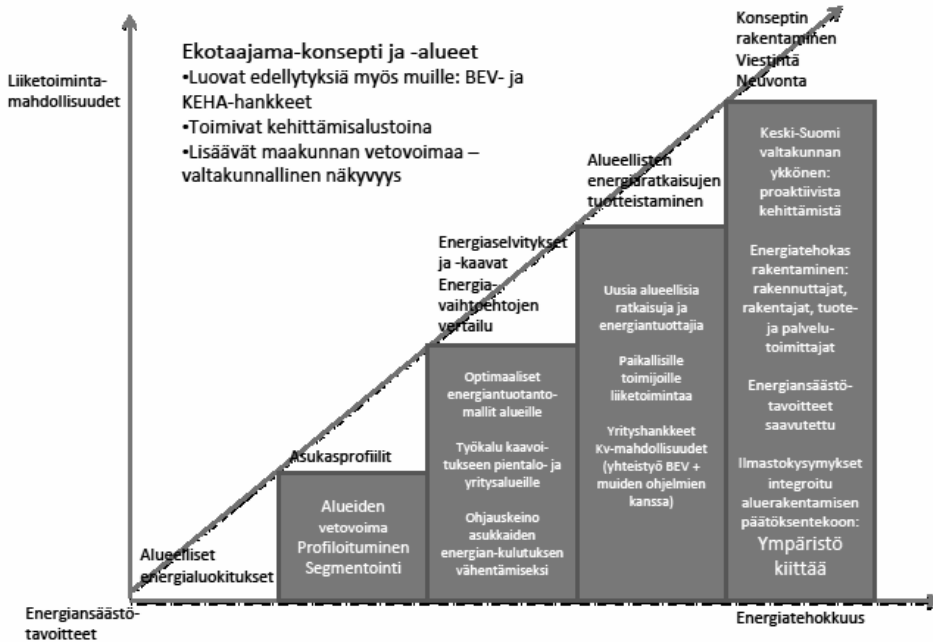 Liiketoiminta-
mahdollisuudet
Ekotaajama-konsepti ja -alueet
•Luovat edellytyksiä myös muille: BEV- ja
KEHA-hankkeet
•Toimivat kehittämisalustoina
•Lisäävät maakunnan vetovoimaa –
valtakunnallinen näkyvyys
Konseptin
rakentaminen
Viestintä
Neuvonta
Alueellisten
energiaratkaisujen
tuotteistaminen
Energiaselvitykset
ja -kaavat
Energia-
vaihtoehtojen
vertailu
Asukasprofiilit
Alueelliset
energialuokitukset
Alueiden
vetovoima
Profiloituminen
Segmentointi
Optimaaliset
energiantuotanto-
mallit alueille
Työkalu kaavoi-
tukseen pientalo- ja
yritysalueille
Ohjauskeino
asukkaiden
energian-kulutuksen
vähentämiseksi
Uusia alueellisia
ratkaisuja ja
energiantuottajia
Paikallisille
toimijoille
liiketoimintaa
Yrityshankkeet
Kv-mahdollisuudet
(yhteistyö BEV +
muiden ohjelmien
kanssa)
Keski-Suomi
valtakunnan
ykkönen:
proaktiivista
kehittämistä
Energiatehokas
rakentaminen:
rakennuttajat,
rakentajat, tuote-
ja palvelu-
toimittajat
Energiansäästö-
tavoitteet
saavutettu
Ilmastokysymykset
integroitu
aluerakentamisen
päätöksentekoon:
Ympäristö
kiittää
Energiansäästö-
tavoitteet
Energiatehokkuus